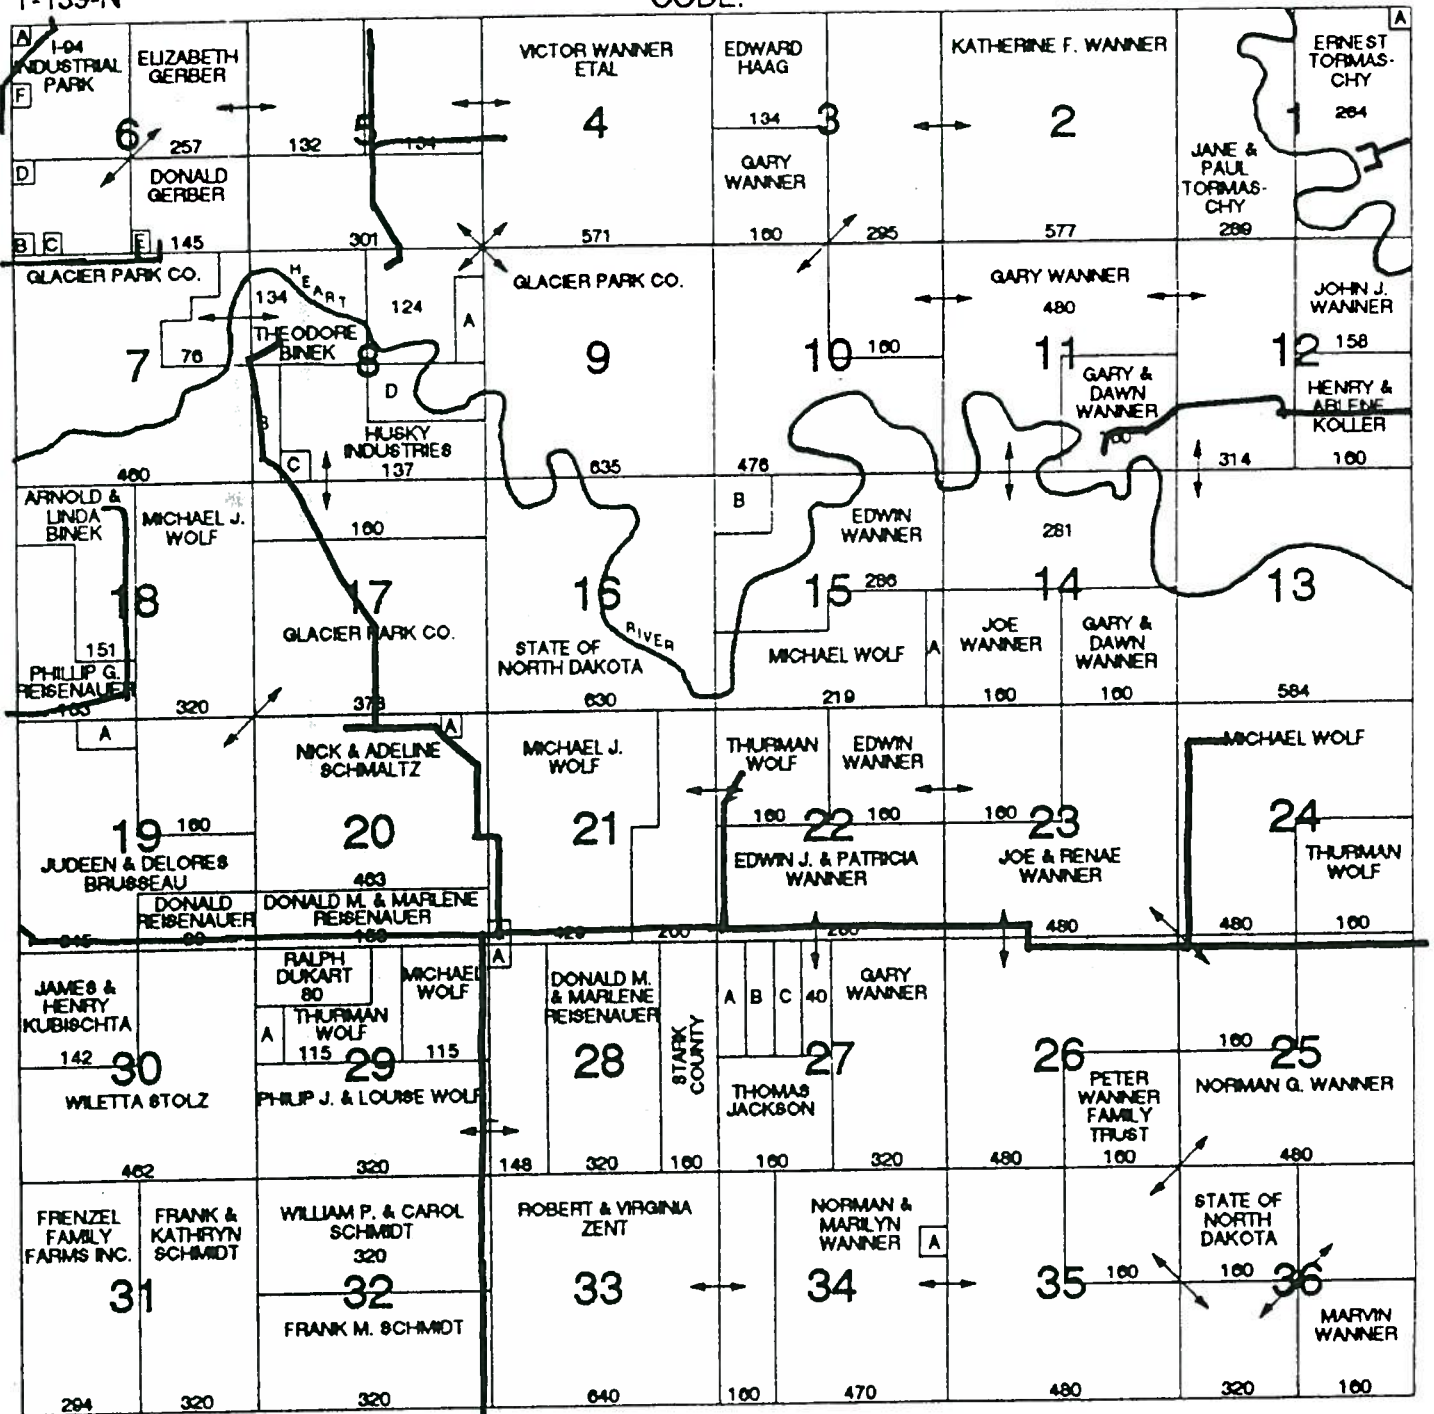 T-139-N
CODE:
A
I-94
INDUSTRIAL
PARK
F
6
D
B
C
E
ELIZABETH
GERBER
257
DONALD
GERBER
145
132
5
134
301
VICTOR WANNER
ETAL
4
571
EDWARD
HAAG
134
3
GARY
WANNER
160
295
KATHERINE F. WANNER
2
577
JANE &
PAUL
TORMAS-
CHY
289
A
ERNEST
TORMAS-
CHY
264
1
GLACIER PARK CO.
7
76
460
HEART
134
THEODORE
BINEK
124
A
8
D
B
C
HUSKY
INDUSTRIES
137
GLACIER PARK CO.
9
635
10
160
476
GARY WANNER
480
11
GARY &
DAWN
WANNER
160
JOHN J.
WANNER
12
158
HENRY &
ARLENE
KOLLER
314
160
ARNOLD &
LINDA
BINEK
MICHAEL J.
WOLF
18
151
PHILLIP G.
REISENAUER
163
320
160
17
GLACIER PARK CO.
378
16
RIVER
STATE OF
NORTH DAKOTA
630
B
EDWIN
WANNER
15
286
MICHAEL WOLF
A
219
281
14
JOE
WANNER
160
GARY &
DAWN
WANNER
160
13
584
A
19
160
JUDEEN & DELORES
BRUSSEAU
DONALD
REISENAUER
A
NICK & ADELINE
SCHMALTZ
20
463
DONALD M. & MARLENE
REISENAUER
MICHAEL J.
WOLF
21
THURMAN
WOLF
EDWIN
WANNER
160
22
160
EDWIN J. & PATRICIA
WANNER
160
23
JOE & RENAE
WANNER
480
MICHAEL WOLF
24
THURMAN
WOLF
480
160
JAMES &
HENRY
KUBISCHTA
142
30
WILETTA STOLZ
462
RALPH
DUKART
80
MICHAEL
WOLF
A
THURMAN
WOLF
115
29
115
PHILIP J. & LOUISE WOLF
320
A
DONALD M.
& MARLENE
REISENAUER
28
STARK
COUNTY
148
320
160
A
B
C
40
GARY
WANNER
27
THOMAS
JACKSON
160
320
26
PETER
WANNER
FAMILY
TRUST
480
160
160
25
NORMAN G. WANNER
480
FRENZEL
FAMILY
FARMS INC.
FRANK &
KATHRYN
SCHMIDT
31
294
320
WILLIAM P. & CAROL
SCHMIDT
320
32
FRANK M. SCHMIDT
320
ROBERT & VIRGINIA
ZENT
33
640
NORMAN &
MARILYN
WANNER
A
34
160
470
35
160
480
STATE OF
NORTH
DAKOTA
160
36
MARVIN
WANNER
320
160